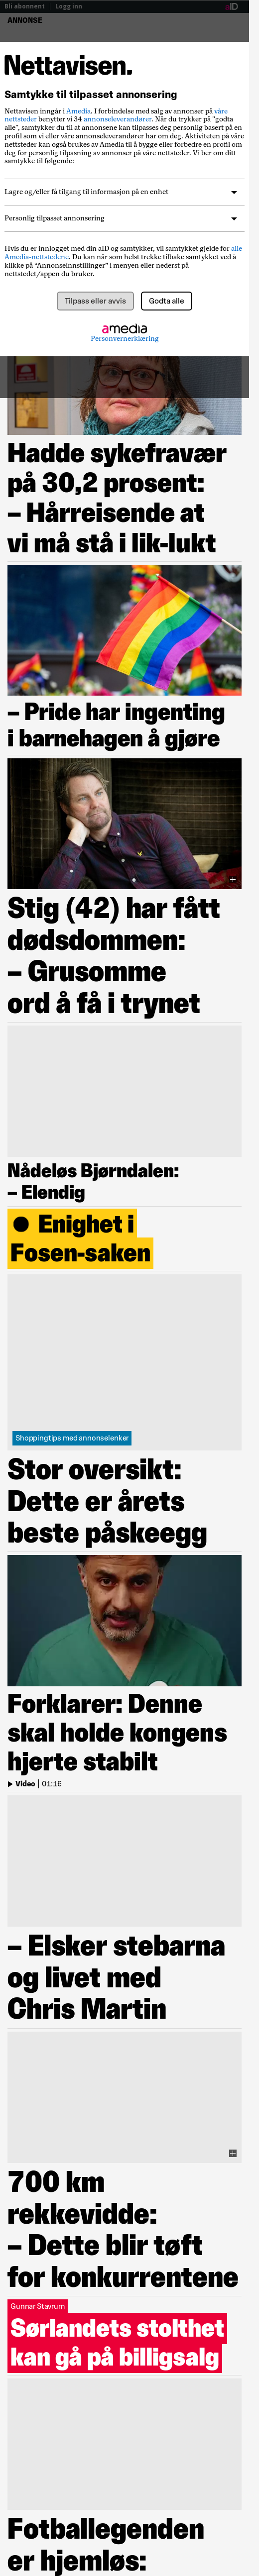 Bli abonnent | Logg inn
aID
ANNONSE
Nettavisen.
Samtykke til tilpasset annonsering
Nettavisen inngår i Amedia. I forbindelse med salg av annonser på våre
nettsteder benytter vi 34 annonseleverandører. Når du trykker på "godta
alle", samtykker du til at annonsene kan tilpasses deg personlig basert på en
profil som vi eller våre annonseleverandører har om deg. Aktiviteten på våre
nettsteder kan også brukes av Amedia til å bygge eller forbedre en profil om
deg for personlig tilpasning av annonser på våre nettsteder. Vi ber om ditt
samtykke til følgende:
Lagre og/eller få tilgang til informasjon på en enhet
Personlig tilpasset annonsering
Hvis du er innlogget med din aID og samtykker, vil samtykket gjelde for alle
Amedia-nettstedene. Du kan når som helst trekke tilbake samtykket ved å
klikke på “Annonseinnstillinger” i menyen eller nederst på
nettstedet/appen du bruker.
Tilpass eller avvis
Godta alle
amedia
Personvernerklæring
Hadde sykefravær
på 30,2 prosent:
– Hårreisende at
vi må stå i lik-lukt
– Pride har ingenting
i barnehagen å gjøre
Stig (42) har fått
dødsdommen:
– Grusomme
ord å få i trynet
Nådeløs Bjørndalen:
– Elendig
Enighet i
Fosen-saken
Shoppingtips med annonselenker
Stor oversikt:
Dette er årets
beste påskeegg
Forklarer: Denne
skal holde kongens
hjerte stabilt
Video | 01:16
– Elsker stebarna
og livet med
Chris Martin
700 km
rekkevidde:
– Dette blir tøft
for konkurrentene
Gunnar Stavrum
Sørlandets stolthet
kan gå på billigsalg
Fotballegenden
er hjemløs: